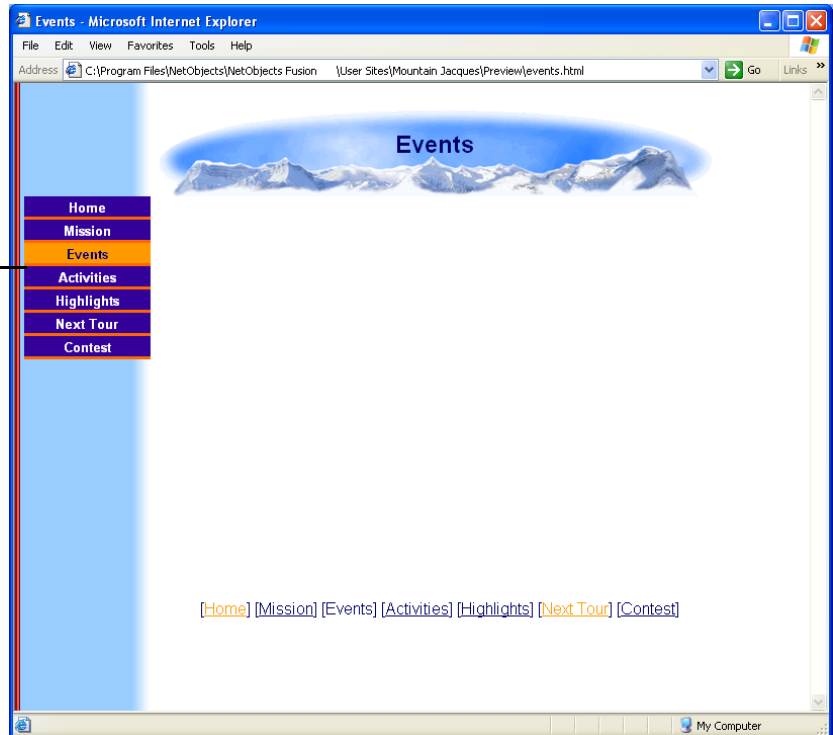 Events - Microsoft Internet Explorer
File Edit View Favorites Tools Help
Address C:\Program Files\NetObjects\NetObjects Fusion \User Sites\Mountain Jacques\Preview\events.html Go Links »
Events
Home
Mission
Events
Activities
Highlights
Next Tour
Contest
[Home] [Mission] [Events] [Activities] [Highlights] [Next Tour] [Contest]
My Computer